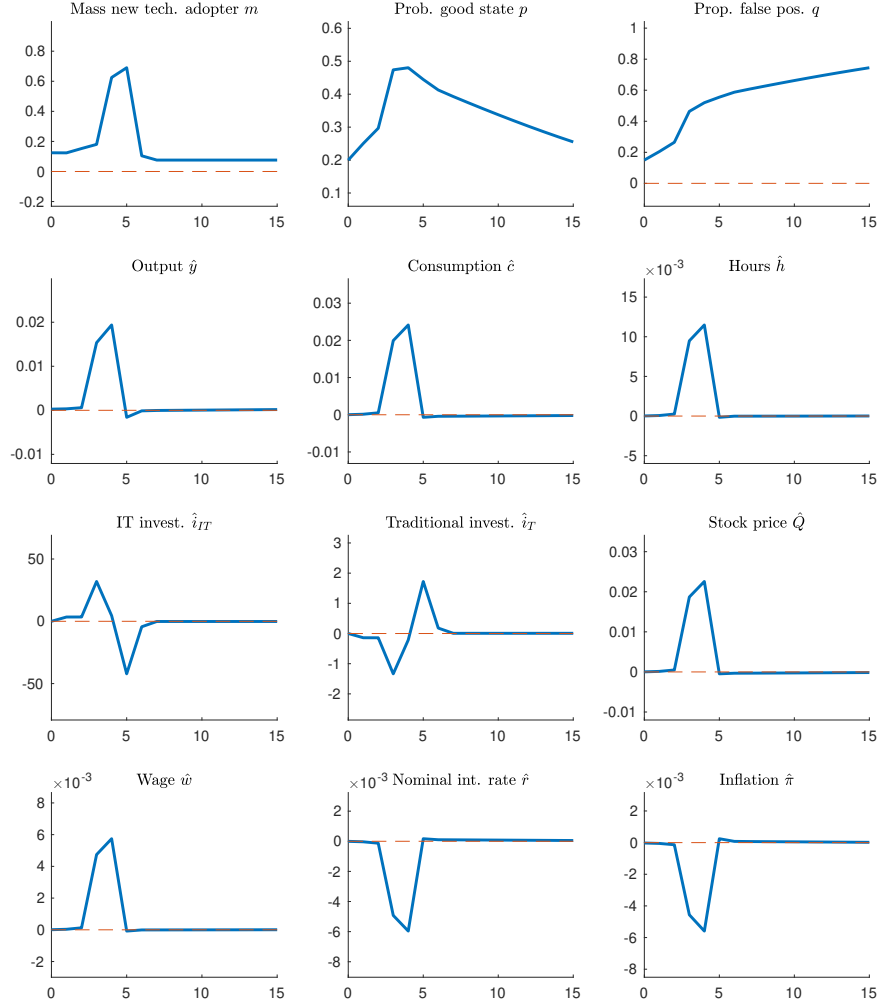 Mass new tech. adopter m
Prob. good state p
Prop. false pos. q
0.8
0.6
0.4
0.2
0
-0.2
0 5 10 15
0.6
0.5
0.4
0.3
0.2
0.1
0 5 10 15
1
0.8
0.6
0.4
0.2
0
0 5 10 15
Output ŷ
Consumption ĉ
Hours ĥ
0.02
0.01
0
-0.01
0 5 10 15
0.03
0.02
0.01
0
-0.01
0 5 10 15
×10⁻³
15
10
5
0
-5
0 5 10 15
IT invest. î_IT
Traditional invest. î_T
Stock price Q̂
50
0
-50
0 5 10 15
3
2
1
0
-1
-2
0 5 10 15
0.03
0.02
0.01
0
-0.01
0 5 10 15
Wage ŵ
Nominal int. rate r̂
Inflation π̂
×10⁻³
8
6
4
2
0
-2
0 5 10 15
×10⁻³
2
0
-2
-4
-6
-8
0 5 10 15
×10⁻³
2
0
-2
-4
-6
-8
0 5 10 15